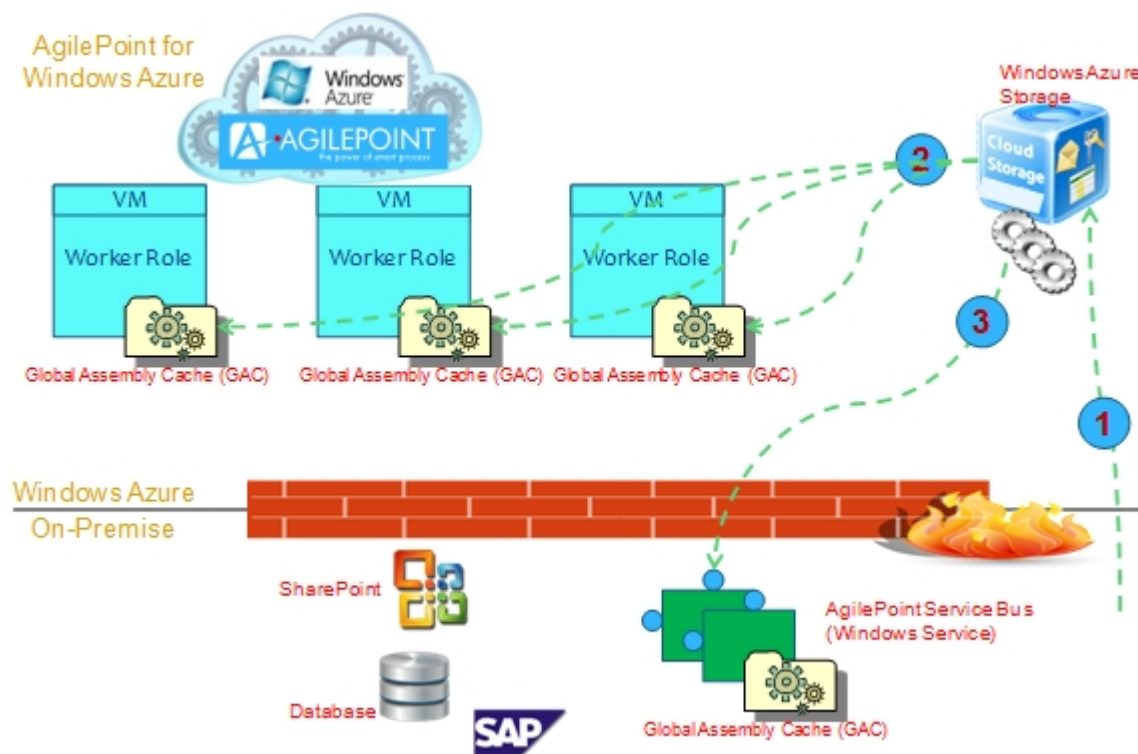 AgilePoint for
Windows Azure
Windows
Azure
AGILEPOINT
the power of smart process
Windows Azure
Storage
Cloud
Storage
2
VM
VM
VM
Worker Role
Worker Role
Worker Role
3
Global Assembly Cache (GAC)
Global Assembly Cache (GAC)
Global Assembly Cache (GAC)
1
Windows Azure
On-Premise
SharePoint
AgilePoint Service Bus
(Windows Service)
Database
SAP
Global Assembly Cache (GAC)